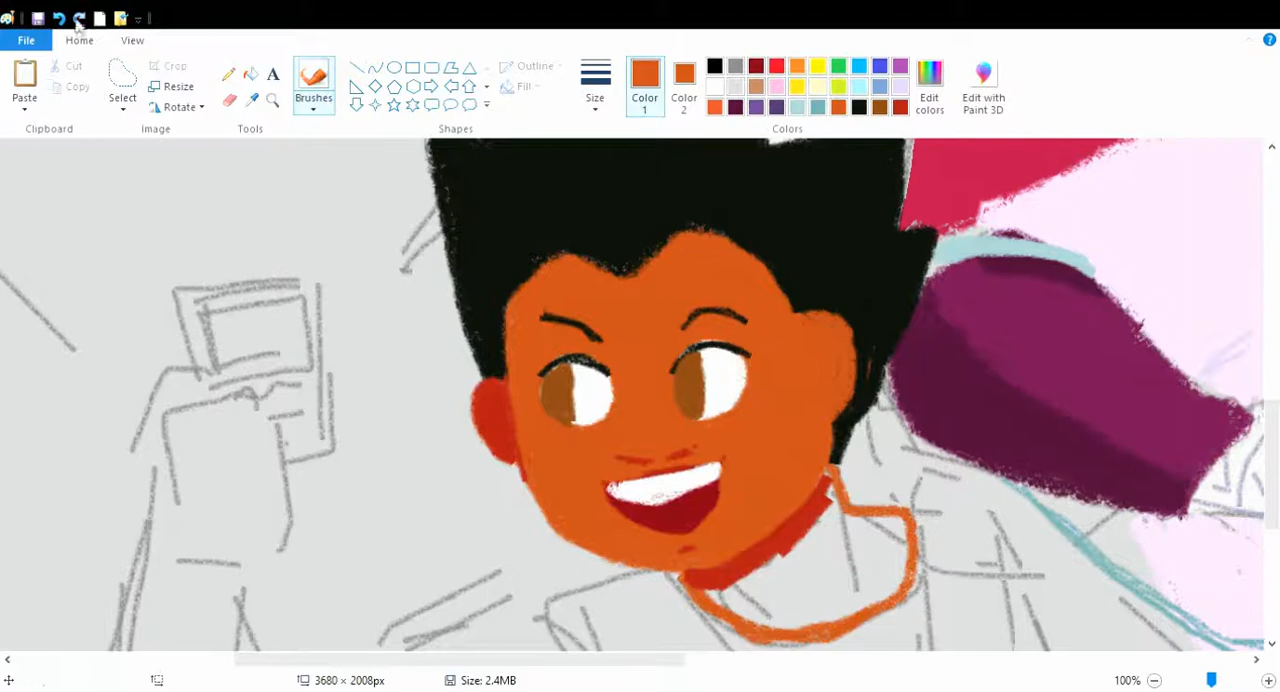 File Home View
Paste Cut Copy Select Crop Resize Rotate A Brushes Outline Fill Size Color 1 Color 2 Edit colors Edit with Paint 3D
Clipboard Image Tools Shapes Colors
3680 × 2008px Size: 2.4MB 100%